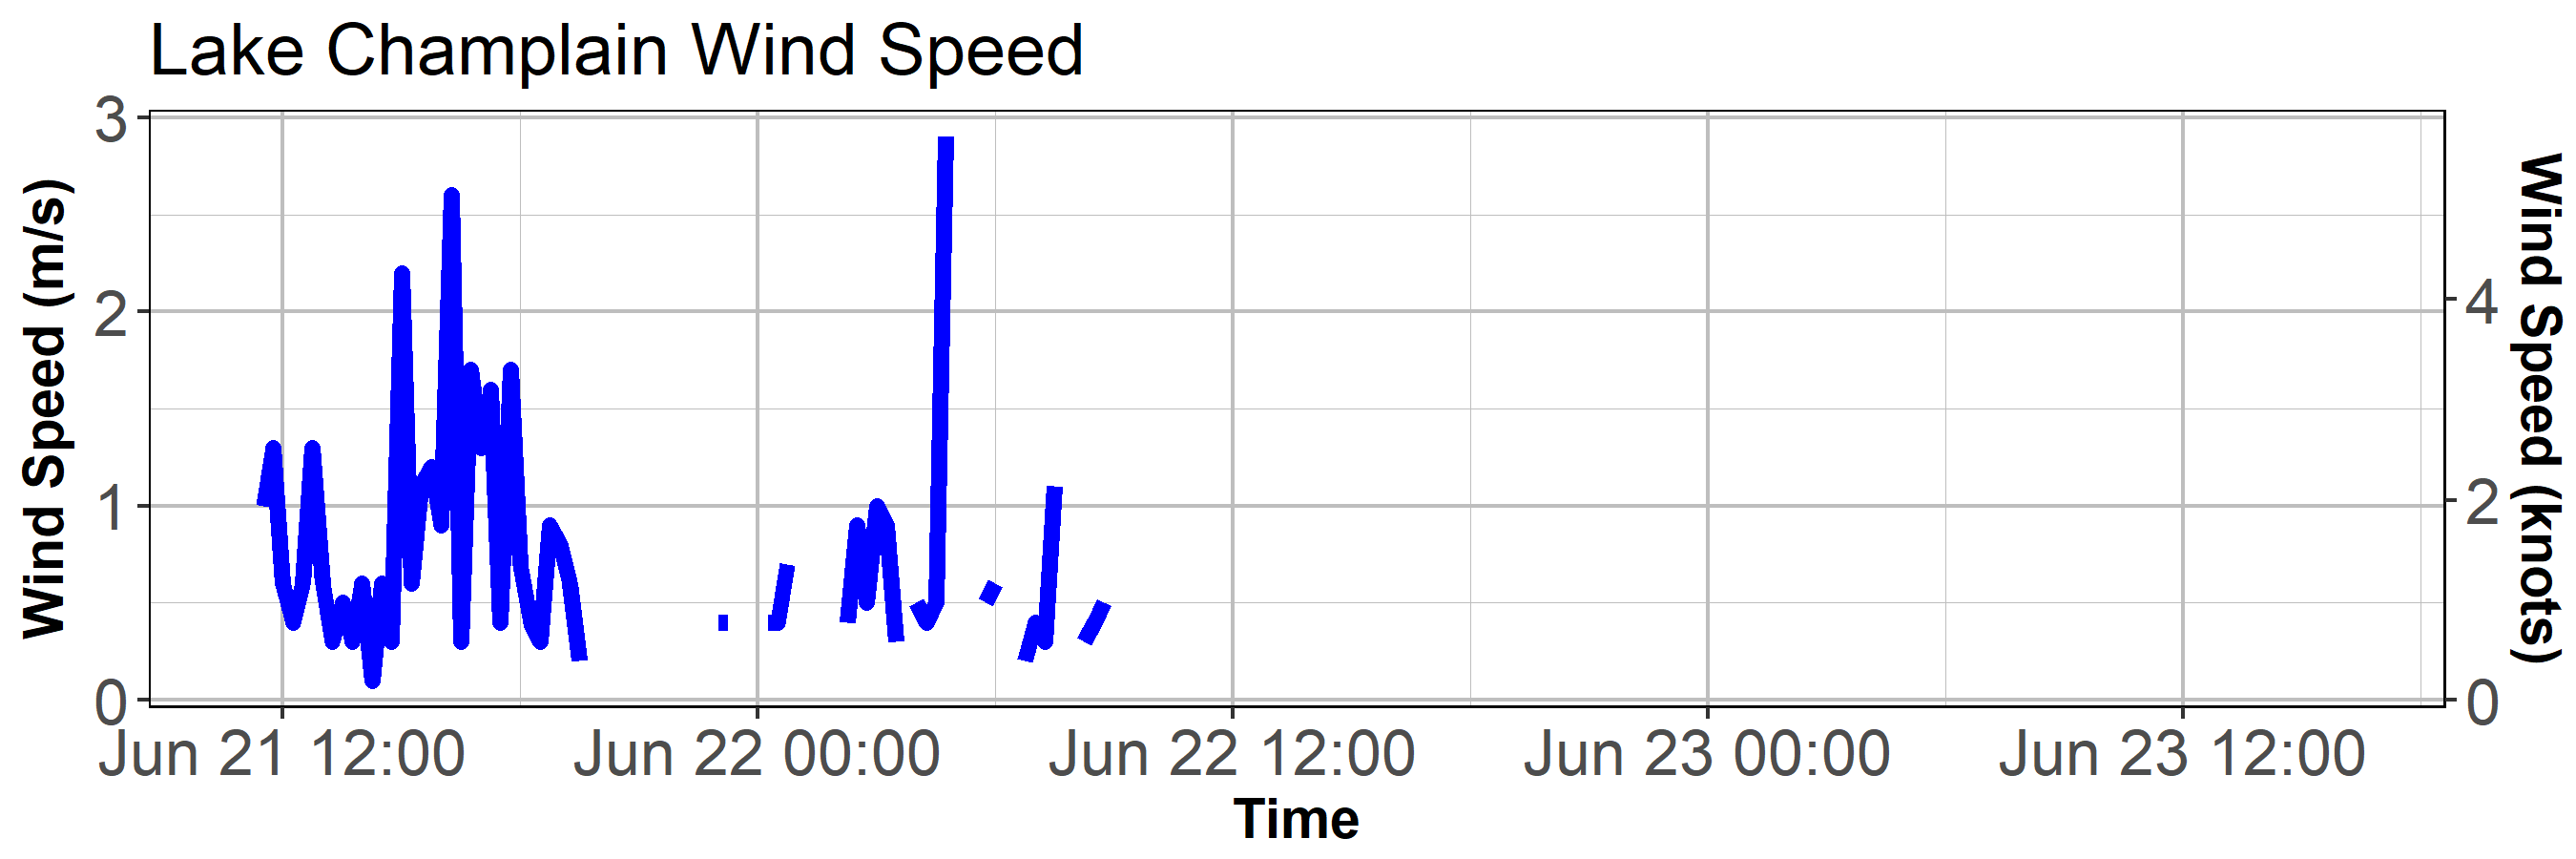 Lake Champlain Wind Speed
Wind Speed (m/s)
3
2
1
0
Wind Speed (knots)
4
2
0
Jun 21 12:00 Jun 22 00:00 Jun 22 12:00 Jun 23 00:00 Jun 23 12:00
Time